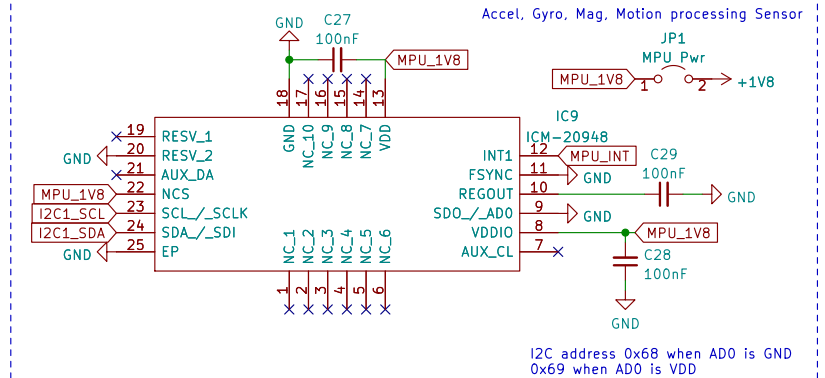 Accel, Gyro, Mag, Motion processing Sensor
GND
C27
100nF
MPU_1V8
JP1
MPU Pwr
MPU_1V8
1
2
+1V8
18
17
16
15
14
13
GND
NC_10
NC_9
NC_8
NC_7
VDD
IC9
ICM-20948
19
RESV_1
GND
20
RESV_2
21
AUX_DA
MPU_1V8
22
NCS
I2C1_SCL
23
SCL_/_SCLK
I2C1_SDA
24
SDA_/_SDI
GND
25
EP
INT1
12
MPU_INT
FSYNC
11
GND
REGOUT
10
C29
100nF
GND
SDO_/_AD0
9
GND
VDDIO
8
MPU_1V8
AUX_CL
7
C28
100nF
GND
NC_1
NC_2
NC_3
NC_4
NC_5
NC_6
1
2
3
4
5
6
I2C address 0x68 when AD0 is GND
0x69 when AD0 is VDD